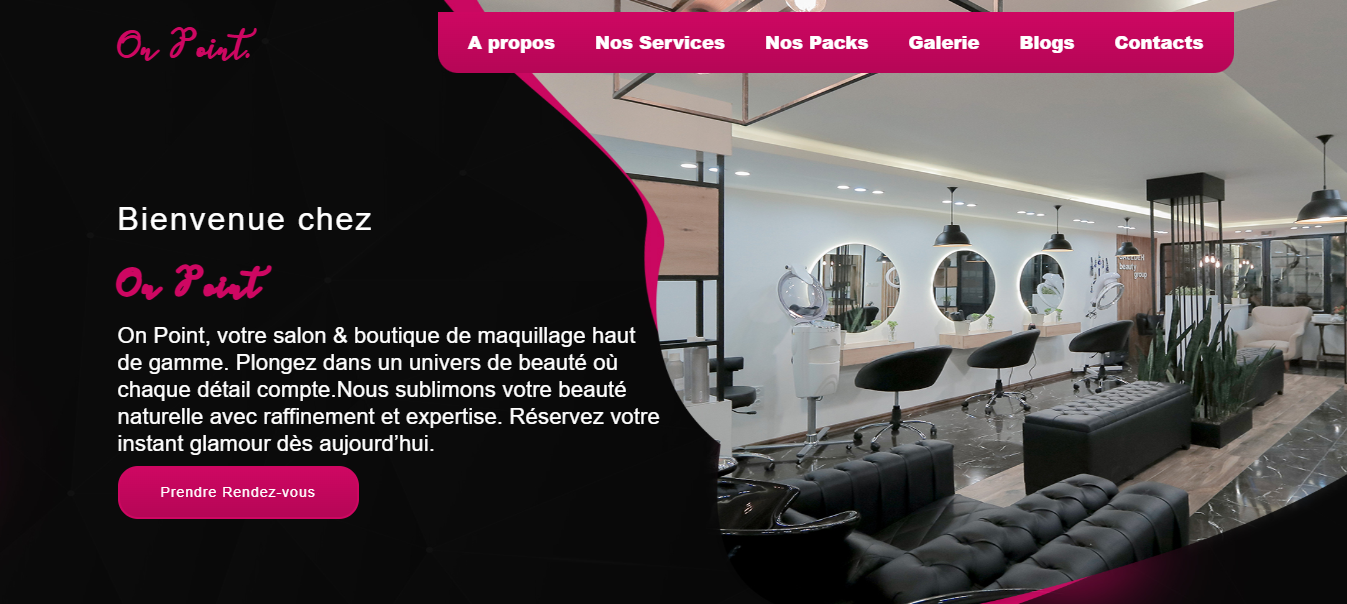 On Point.
A propos Nos Services Nos Packs Galerie Blogs Contacts
Bienvenue chez
On Point
On Point, votre salon & boutique de maquillage haut
de gamme. Plongez dans un univers de beauté où
chaque détail compte.Nous sublimons votre beauté
naturelle avec raffinement et expertise. Réservez votre
instant glamour dès aujourd’hui.
Prendre Rendez-vous
beauty
group